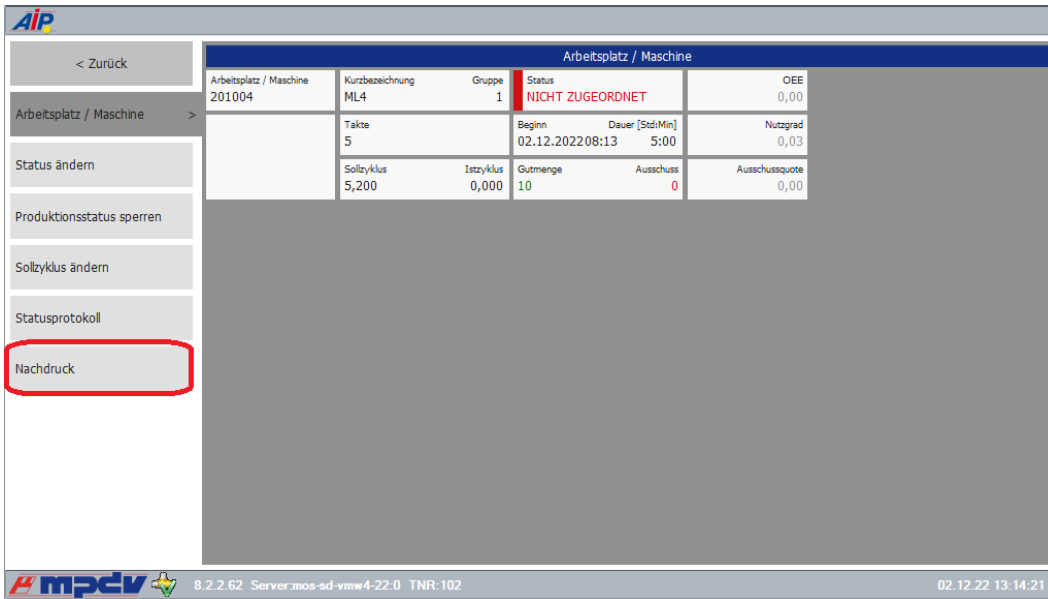 AIP
< Zurück
Arbeitsplatz / Maschine >
Status ändern
Produktionsstatus sperren
Sollzyklus ändern
Statusprotokoll
Nachdruck
Arbeitsplatz / Maschine
Arbeitsplatz / Maschine Kurzbezeichnung Gruppe Status OEE
201004 ML4 1 NICHT ZUGEORDNET 0,00
Takte Beginn Dauer [Std:Min] Nutzgrad
5 02.12.2022 08:13 5:00 0,03
Sollzyklus Istzyklus Gutmenge Ausschuss Ausschussquote
5,200 0,000 10 0 0,00
mpdv 8.2.2.62 Server:mos-sd-vmw4-22:0 TNR:102 02.12.22 13:14:21